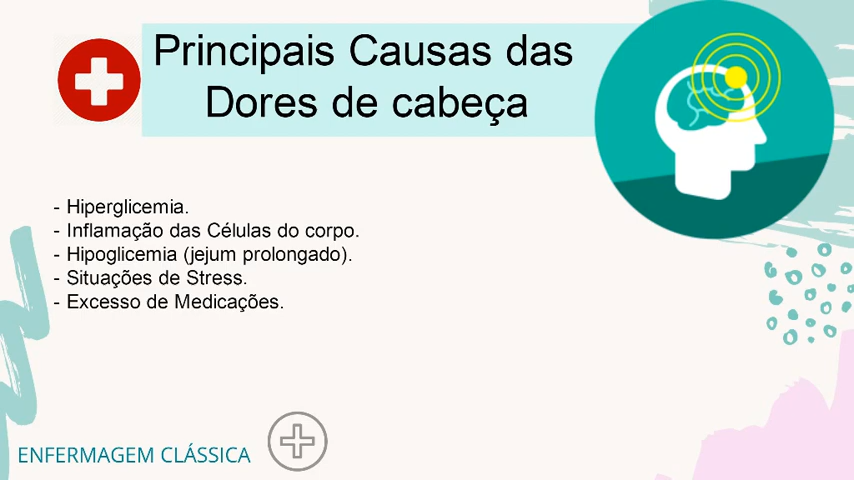 Principais Causas das
Dores de cabeça
- Hiperglicemia.
- Inflamação das Células do corpo.
- Hipoglicemia (jejum prolongado).
- Situações de Stress.
- Excesso de Medicações.
ENFERMAGEM CLÁSSICA